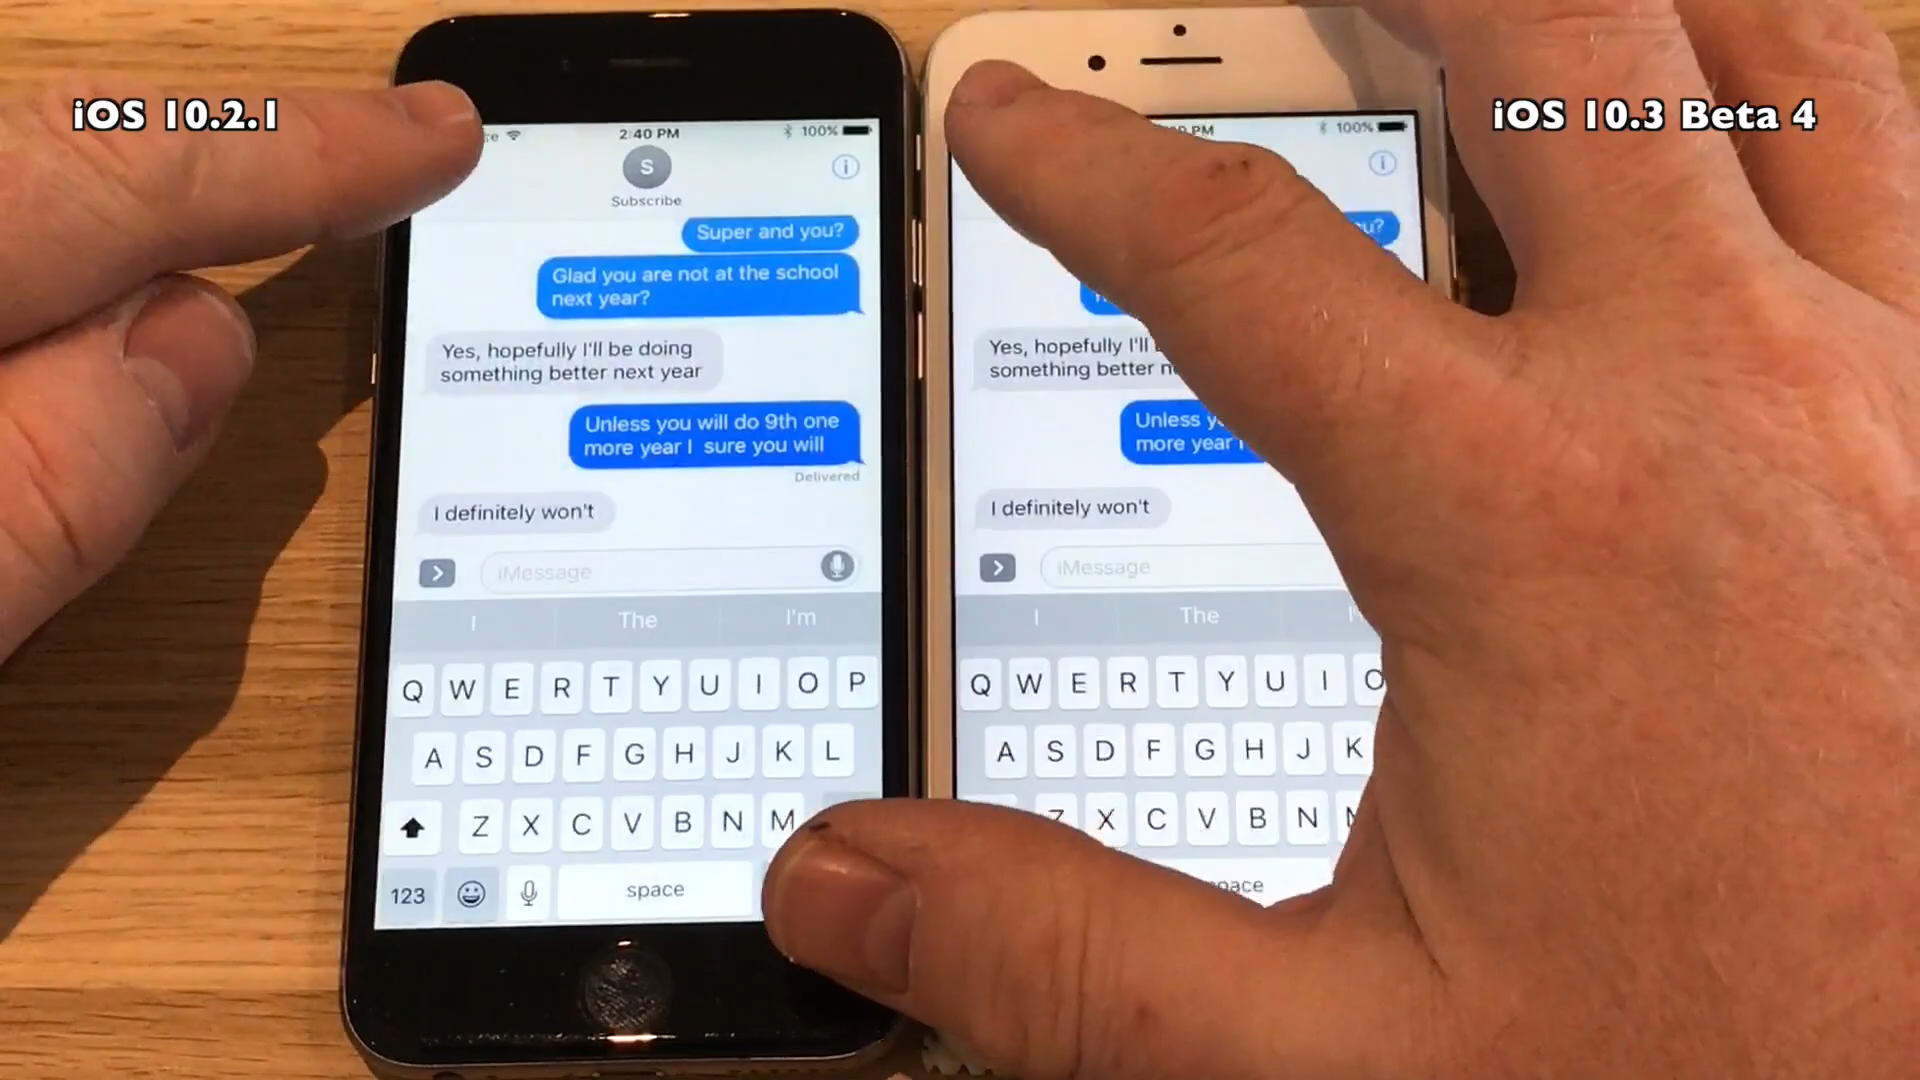 iOS 10.2.1
iOS 10.3 Beta 4
2:40 PM
100%
S
Subscribe
Super and you?
Glad you are not at the school
next year?
Yes, hopefully I'll be doing
something better next year
Unless you will do 9th one
more year I sure you will
Delivered
I definitely won't
iMessage
I The I'm
Q W E R T Y U I O P
A S D F G H J K L
Z X C V B N M
123 space
PM
100%
Yes, hopefully I'll
something better
Unless
more year
I definitely won't
iMessage
I The
Q W E R T Y U I O
A S D F G H J K
Z X C V B N